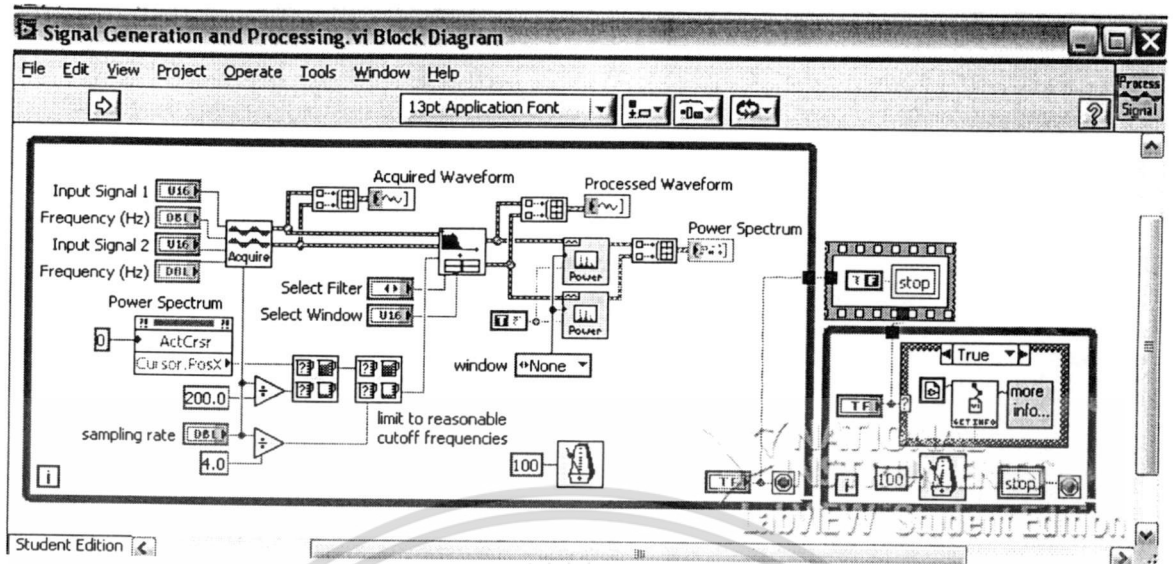 Signal Generation and Processing.vi Block Diagram
File Edit View Project Operate Tools Window Help
13pt Application Font
Process
Signal
Acquired Waveform
Processed Waveform
Power Spectrum
Input Signal 1 U16
Frequency (Hz) DBL
Input Signal 2 U16
Frequency (Hz) DBL
Acquire
Select Filter
Select Window U16
Power
Power
T
window None
Power Spectrum
0
ActCrsr
Cursor.PosX
200.0
sampling rate DBL
4.0
limit to reasonable
cutoff frequencies
100
i
TF
F stop
True
TF
GET INFO
more
info...
i
100
stop
NATIONAL
INSTRUMENTS
LabVIEW Student Edition
Student Edition